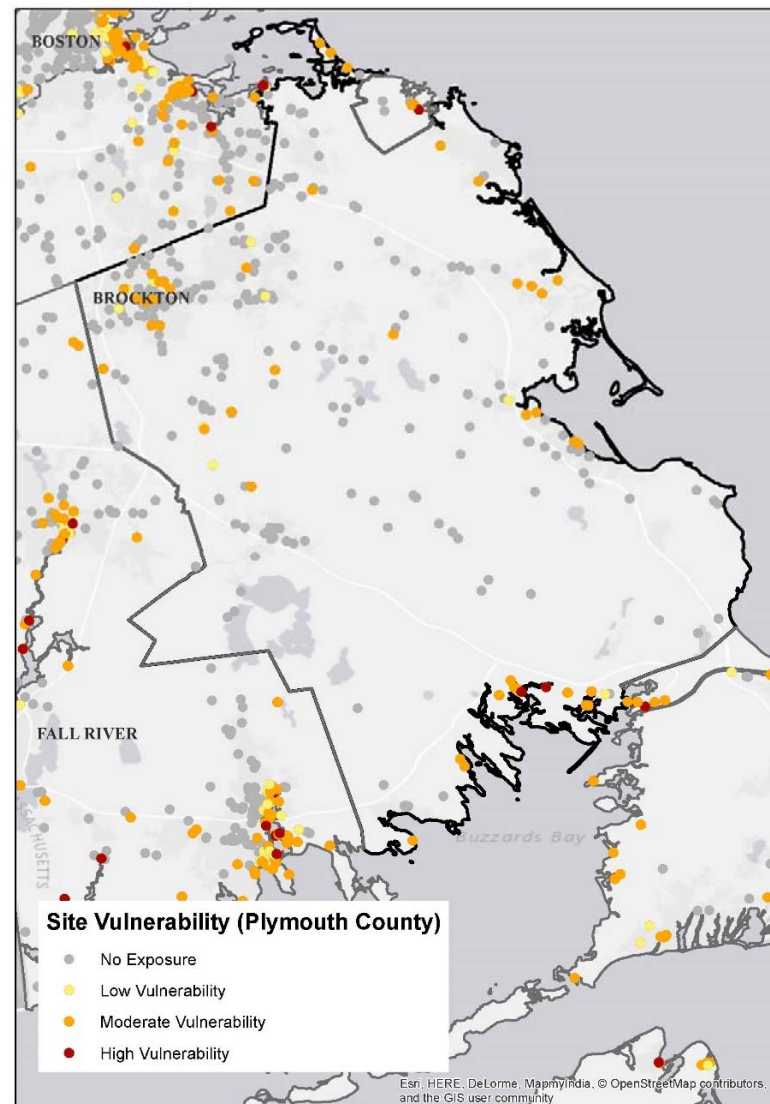 BOSTON
BROCKTON
FALL RIVER
SSACHUSETTS
Buzzards Bay
Site Vulnerability (Plymouth County)
No Exposure
Low Vulnerability
Moderate Vulnerability
High Vulnerability
Esri, HERE, DeLorme, MapmyIndia, © OpenStreetMap contributors,
and the GIS user community